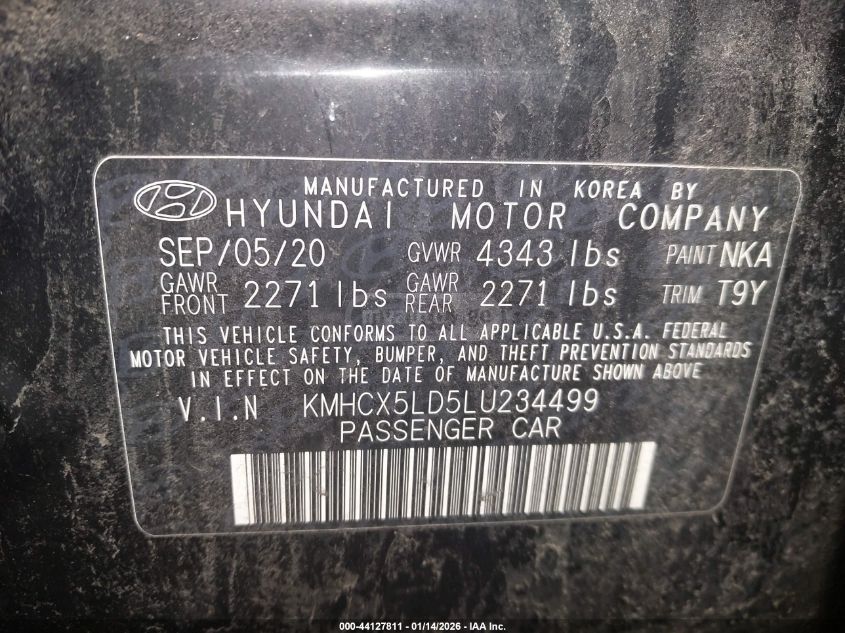 MANUFACTURED IN KOREA BY
HYUNDAI MOTOR COMPANY
SEP/05/20 GVWR 4343 lbs PAINT NKA
GAWR FRONT 2271 lbs GAWR REAR 2271 lbs TRIM T9Y
THIS VEHICLE CONFORMS TO ALL APPLICABLE U.S.A. FEDERAL
MOTOR VEHICLE SAFETY, BUMPER, AND THEFT PREVENTION STANDARDS
IN EFFECT ON THE DATE OF MANUFACTURE SHOWN ABOVE
V.I.N KMHCX5LD5LU234499
PASSENGER CAR
000-44127811 - 01/14/2026 - IAA Inc.